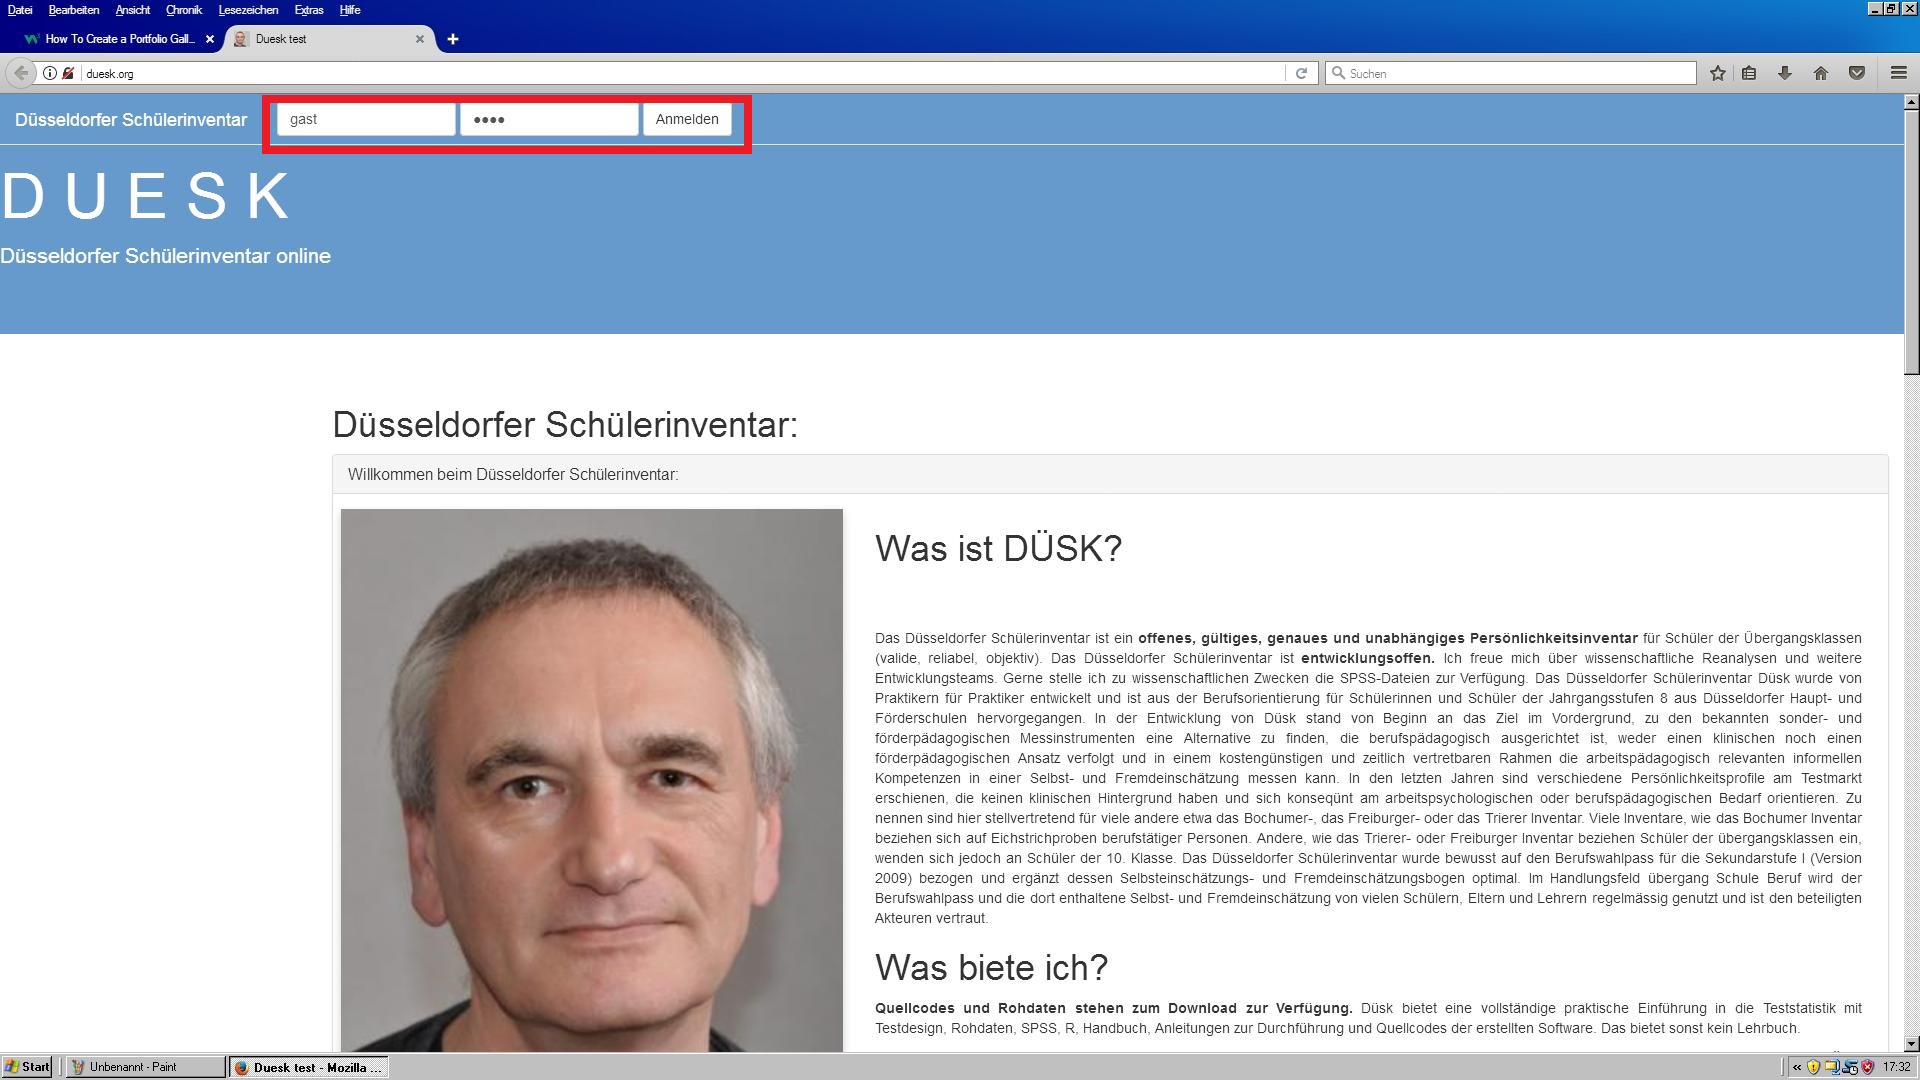 Datei Bearbeiten Ansicht Chronik Lesezeichen Extras Hilfe
How To Create a Portfolio Gall... Duesk test
duesk.org Suchen
Düsseldorfer Schülerinventar gast •••• Anmelden
D U E S K
Düsseldorfer Schülerinventar online
Düsseldorfer Schülerinventar:
Willkommen beim Düsseldorfer Schülerinventar:
Was ist DÜSK?
Das Düsseldorfer Schülerinventar ist ein offenes, gültiges, genaues und unabhängiges Persönlichkeitsinventar für Schüler der Übergangsklassen
(valide, reliabel, objektiv). Das Düsseldorfer Schülerinventar ist entwicklungsoffen. Ich freue mich über wissenschaftliche Reanalysen und weitere
Entwicklungsteams. Gerne stelle ich zu wissenschaftlichen Zwecken die SPSS-Dateien zur Verfügung. Das Düsseldorfer Schülerinventar Düsk wurde von
Praktikern für Praktiker entwickelt und ist aus der Berufsorientierung für Schülerinnen und Schüler der Jahrgangsstufen 8 aus Düsseldorfer Haupt- und
Förderschulen hervorgegangen. In der Entwicklung von Düsk stand von Beginn an das Ziel im Vordergrund, zu den bekannten sonder- und
förderpädagogischen Messinstrumenten eine Alternative zu finden, die berufspädagogisch ausgerichtet ist, weder einen klinischen noch einen
förderpädagogischen Ansatz verfolgt und in einem kostengünstigen und zeitlich vertretbaren Rahmen die arbeitspädagogisch relevanten informellen
Kompetenzen in einer Selbst- und Fremdeinschätzung messen kann. In den letzten Jahren sind verschiedene Persönlichkeitsprofile am Testmarkt
erschienen, die keinen klinischen Hintergrund haben und sich konseqünt am arbeitspsychologischen oder berufspädagogischen Bedarf orientieren. Zu
nennen sind hier stellvertretend für viele andere etwa das Bochumer-, das Freiburger- oder das Trierer Inventar. Viele Inventare, wie das Bochumer Inventar
beziehen sich auf Eichstrichproben berufstätiger Personen. Andere, wie das Trierer- oder Freiburger Inventar beziehen Schüler der übergangsklassen ein,
wenden sich jedoch an Schüler der 10. Klasse. Das Düsseldorfer Schülerinventar wurde bewusst auf den Berufswahlpass für die Sekundarstufe I (Version
2009) bezogen und ergänzt dessen Selbsteinschätzungs- und Fremdeinschätzungsbogen optimal. Im Handlungsfeld übergang Schule Beruf wird der
Berufswahlpass und die dort enthaltene Selbst- und Fremdeinschätzung von vielen Schülern, Eltern und Lehrern regelmässig genutzt und ist den beteiligten
Akteuren vertraut.
Was biete ich?
Quellcodes und Rohdaten stehen zum Download zur Verfügung. Düsk bietet eine vollständige praktische Einführung in die Teststatistik mit
Testdesign, Rohdaten, SPSS, R, Handbuch, Anleitungen zur Durchführung und Quellcodes der erstellten Software. Das bietet sonst kein Lehrbuch.
Start Unbenannt - Paint Duesk test - Mozilla ... 17:32